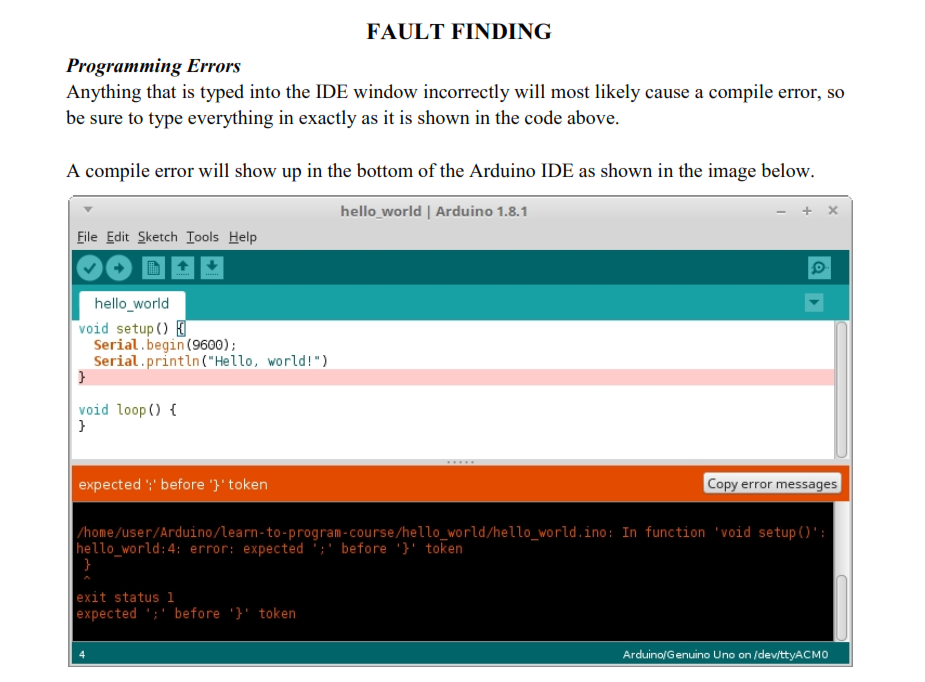 FAULT FINDING
Programming Errors
Anything that is typed into the IDE window incorrectly will most likely cause a compile error, so
be sure to type everything in exactly as it is shown in the code above.
A compile error will show up in the bottom of the Arduino IDE as shown in the image below.
hello_world | Arduino 1.8.1
File Edit Sketch Tools Help
hello_world
void setup() {
  Serial.begin(9600);
  Serial.println("Hello, world!")
}
void loop() {
}
expected ';' before '}' token
Copy error messages
/home/user/Arduino/learn-to-program-course/hello_world/hello_world.ino: In function 'void setup()':
hello_world:4: error: expected ';' before '}' token
 }
 ^
exit status 1
expected ';' before '}' token
4
Arduino/Genuino Uno on /dev/ttyACM0